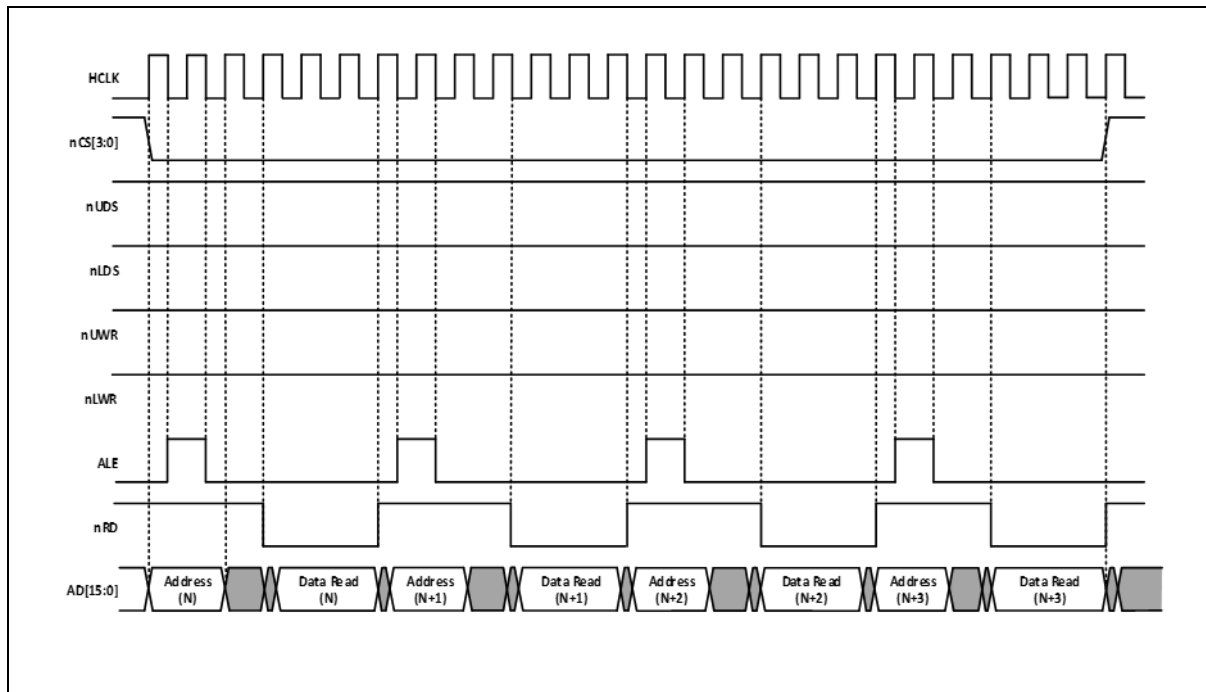 HCLK
nCS[3:0]
nUDS
nLDS
nUWR
nLWR
ALE
nRD
AD[15:0]
Address
(N)
Data Read
(N)
Address
(N+1)
Data Read
(N+1)
Address
(N+2)
Data Read
(N+2)
Address
(N+3)
Data Read
(N+3)